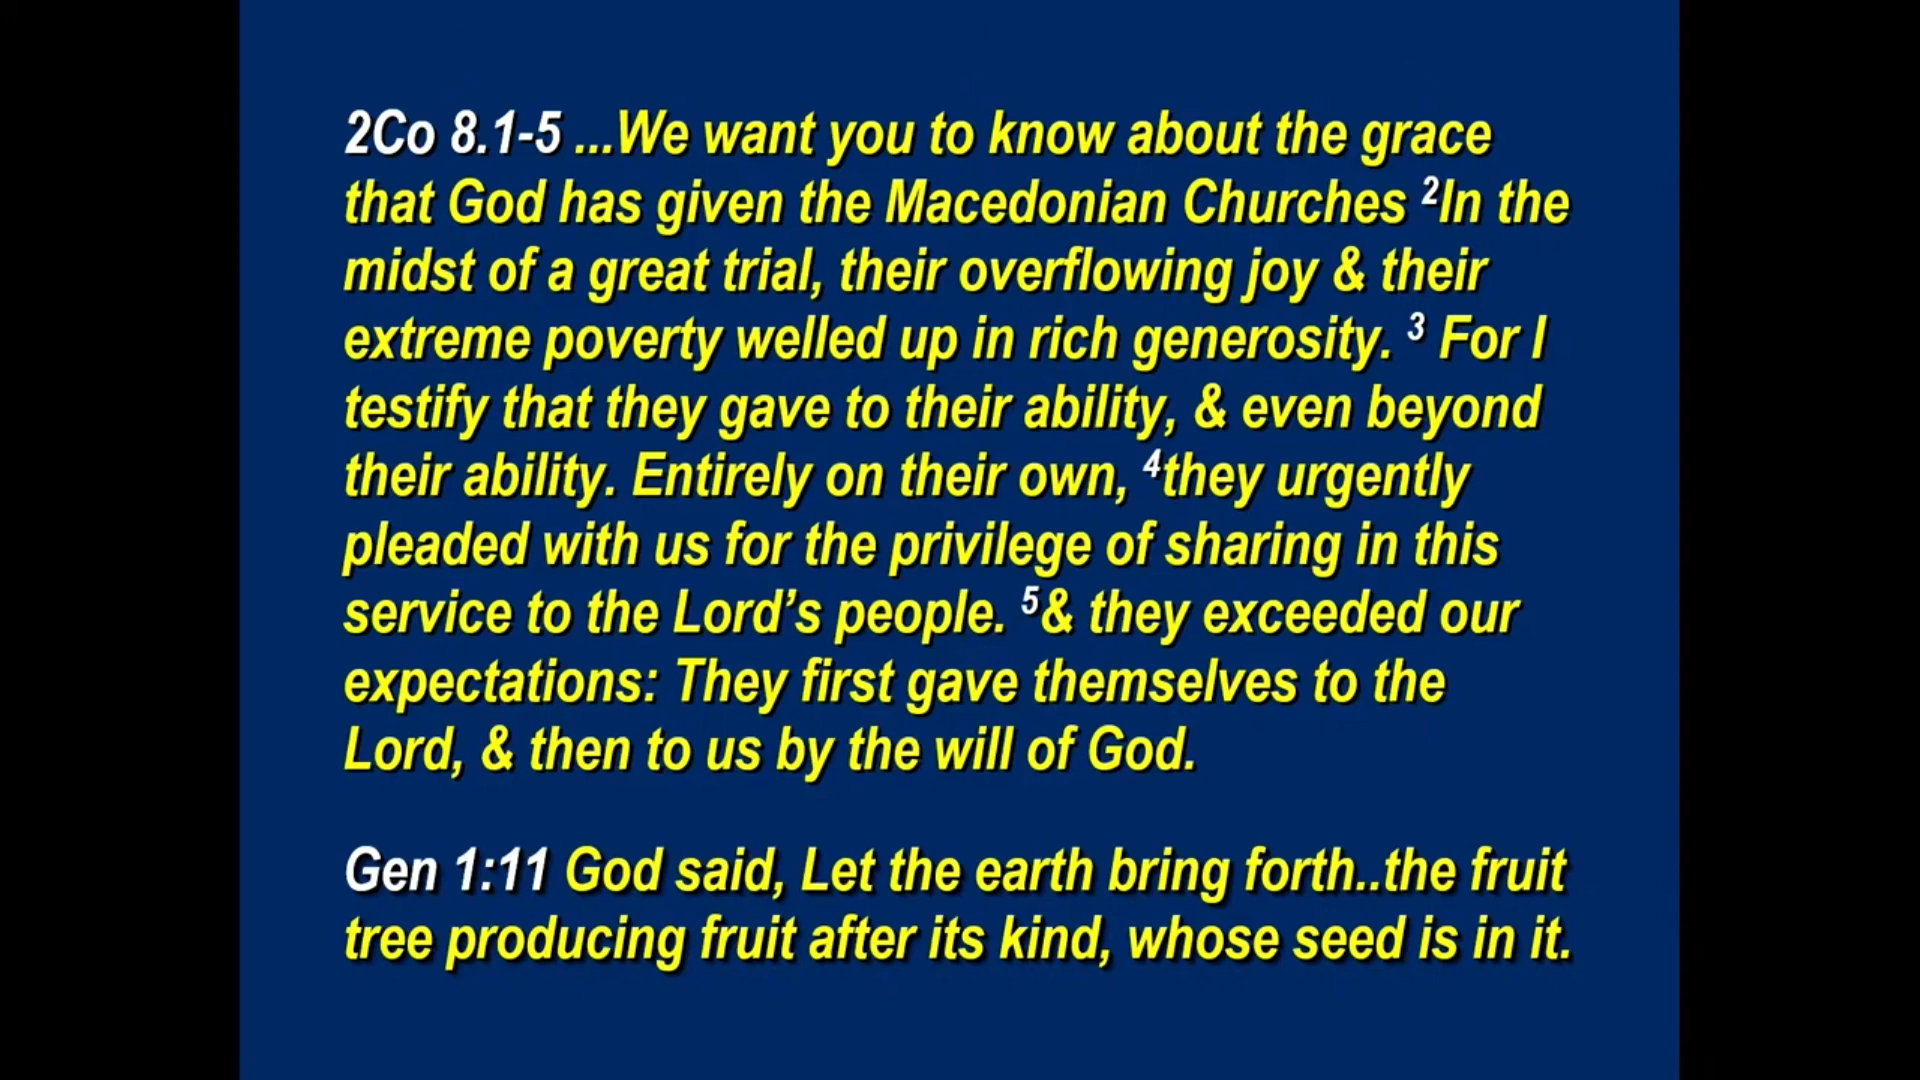 2Co 8.1-5 ...We want you to know about the grace
that God has given the Macedonian Churches ²In the
midst of a great trial, their overflowing joy & their
extreme poverty welled up in rich generosity. ³ For I
testify that they gave to their ability, & even beyond
their ability. Entirely on their own, ⁴they urgently
pleaded with us for the privilege of sharing in this
service to the Lord’s people. ⁵& they exceeded our
expectations: They first gave themselves to the
Lord, & then to us by the will of God.
Gen 1:11 God said, Let the earth bring forth..the fruit
tree producing fruit after its kind, whose seed is in it.